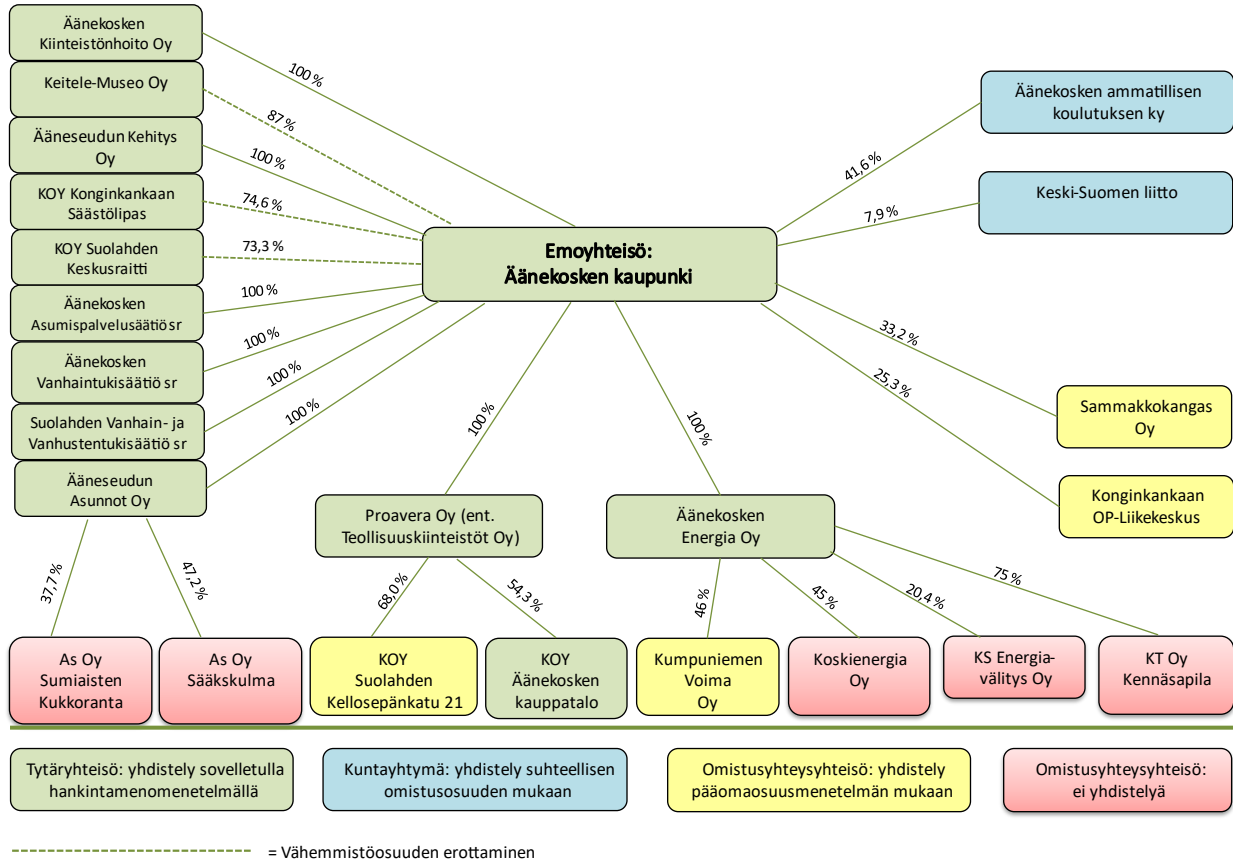 Äänekosken
Kiinteistönhoito Oy
Keitele-Museo Oy
Ääneseudun Kehitys
Oy
KOY Konginkankaan
Säästölipas
KOY Suolahden
Keskusraitti
Äänekosken
Asumispalvelusäätiö sr
Äänekosken
Vanhaintukisäätiö sr
Suolahden Vanhain- ja
Vanhustentukisäätiö sr
Ääneseudun
Asunnot Oy
100 %
87 %
100 %
74,6 %
73,3 %
100 %
100 %
100 %
100 %
Emoyhteisö:
Äänekosken kaupunki
41,6 %
7,9 %
Äänekosken ammatillisen
koulutuksen ky
Keski-Suomen liitto
33,2 %
25,3 %
Sammakkokangas
Oy
Konginkankaan
OP-Liikekeskus
100 %
100 %
Proavera Oy (ent.
Teollisuuskiinteistöt Oy)
Äänekosken
Energia Oy
37,7 %
47,2 %
68,0 %
54,3 %
46 %
45 %
20,4 %
75 %
As Oy
Sumiaisten
Kukkoranta
As Oy
Sääkskulma
KOY
Suolahden
Kellosepänkatu 21
KOY
Äänekosken
kauppatalo
Kumpuniemen
Voima
Oy
Koskienergia
Oy
KS Energia-
välitys Oy
KT Oy
Kennäsapila
Tytäryhteisö: yhdistely sovelletulla
hankintamenomenetelmällä
Kuntayhtymä: yhdistely suhteellisen
omistusosuuden mukaan
Omistusyhteysyhteisö: yhdistely
pääomaosuusmenetelmän mukaan
Omistusyhteysyhteisö:
ei yhdistelyä
= Vähemmistöosuuden erottaminen